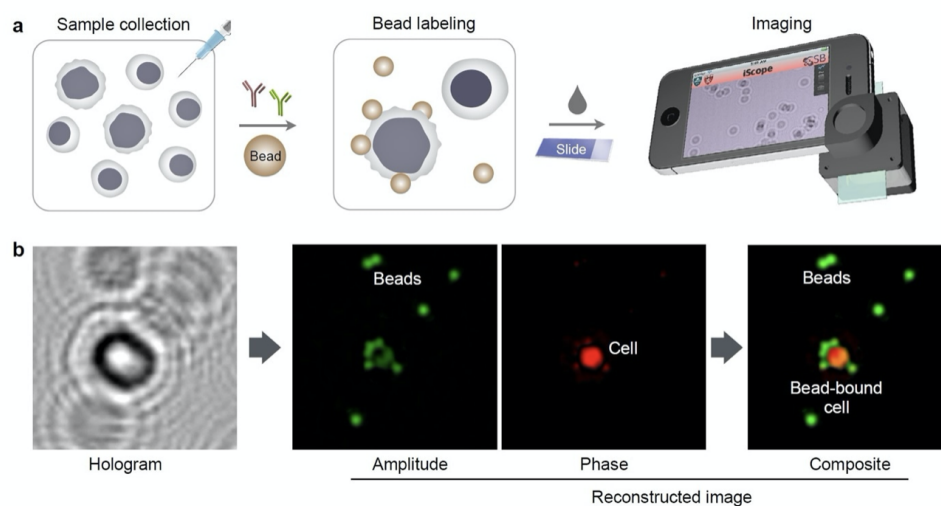 a
Sample collection
Bead labeling
Imaging
Bead
Slide
iScope
b
Beads
Cell
Beads
Bead-bound
cell
Hologram
Amplitude
Phase
Composite
Reconstructed image